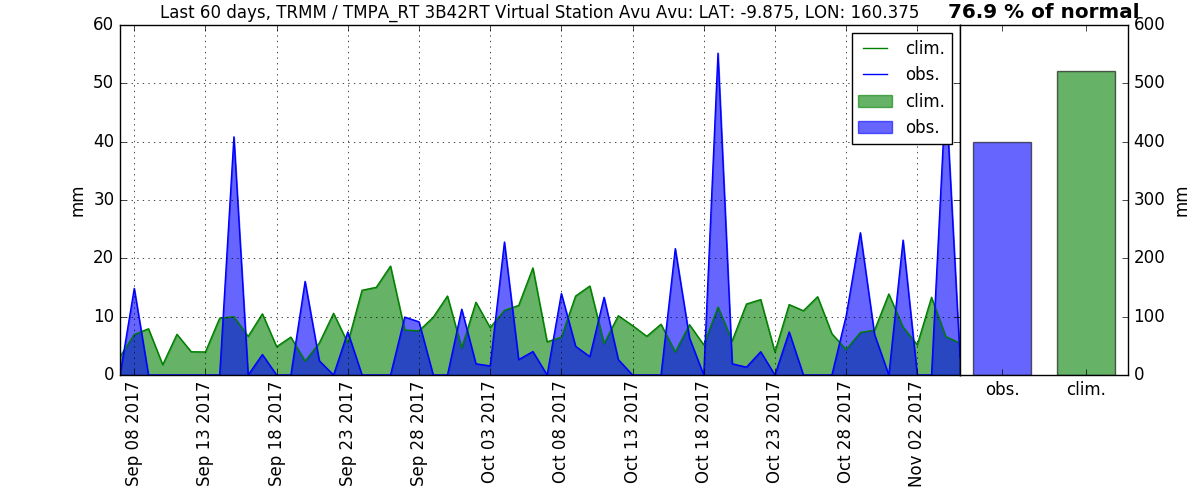 Last 60 days, TRMM / TMPA_RT 3B42RT Virtual Station Avu Avu: LAT: -9.875, LON: 160.375
76.9 % of normal
60
50
40
30
20
10
0
mm
clim.
obs.
clim.
obs.
600
500
400
300
200
100
0
mm
Sep 08 2017
Sep 13 2017
Sep 18 2017
Sep 23 2017
Sep 28 2017
Oct 03 2017
Oct 08 2017
Oct 13 2017
Oct 18 2017
Oct 23 2017
Oct 28 2017
Nov 02 2017
obs.
clim.